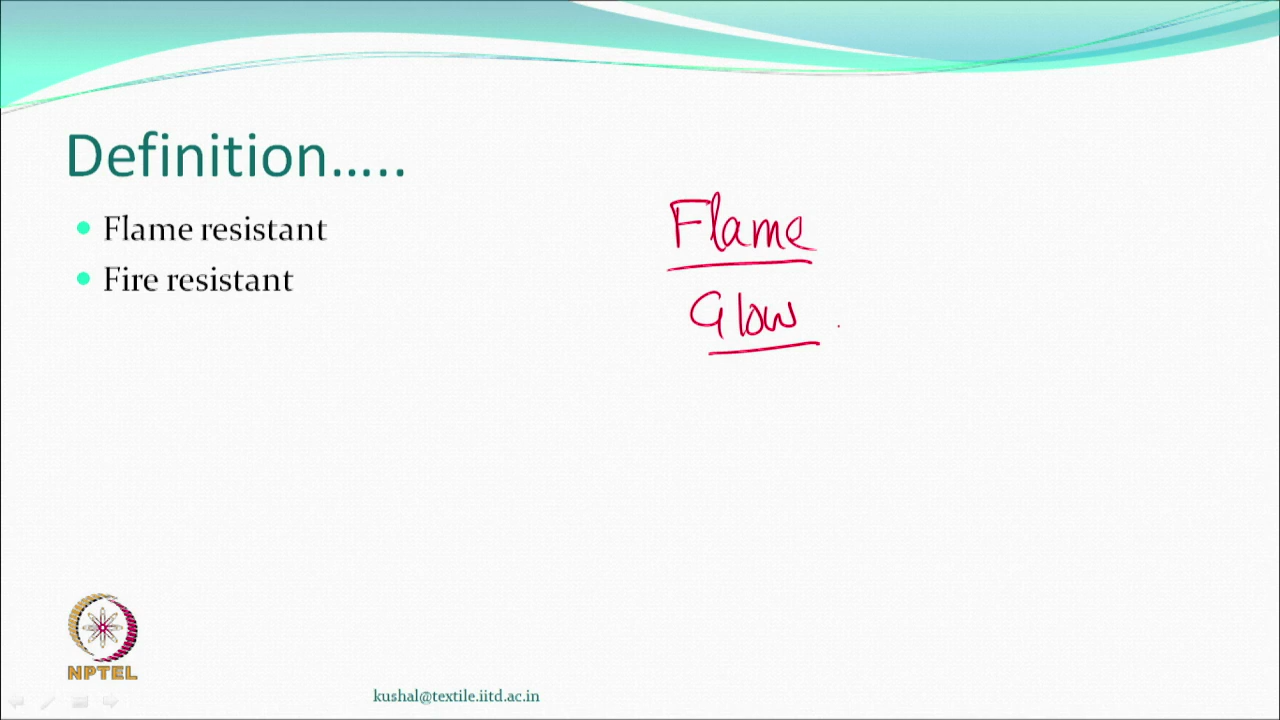 Definition.....
Flame resistant
Fire resistant
Flame
Glow
NPTEL
kushal@textile.iitd.ac.in